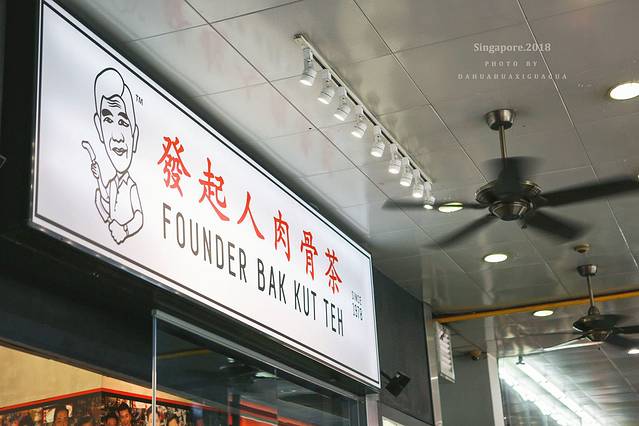 Singapore.2018
PHOTO BY
DAHUAHUAXIGUAGUA
TM
發起人肉骨茶
FOUNDER BAK KUT TEH
SINCE
1978